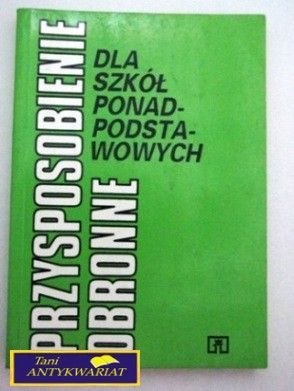 PRZYSPOSOBIENIE
OBRONNE
DLA
SZKÓŁ
PONAD-
PODSTA-
WOWYCH
Tani
ANTYKWARIAT